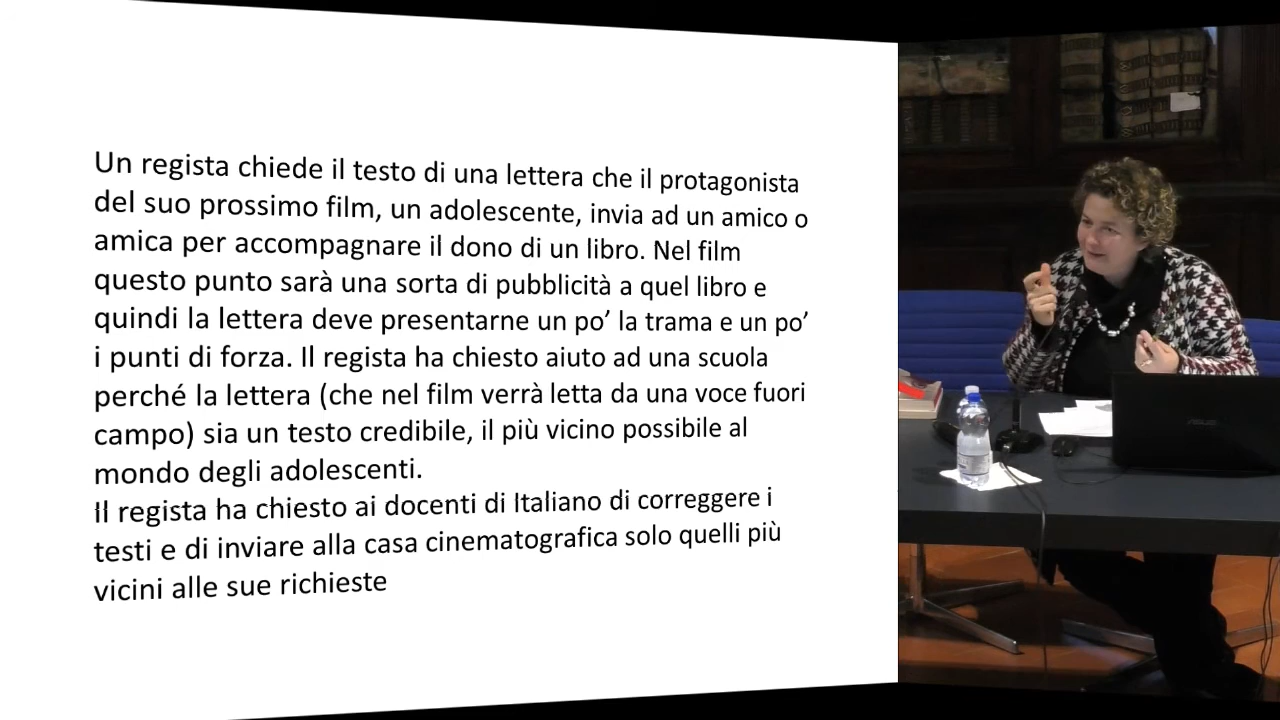 Un regista chiede il testo di una lettera che il protagonista
del suo prossimo film, un adolescente, invia ad un amico o
amica per accompagnare il dono di un libro. Nel film
questo punto sarà una sorta di pubblicità a quel libro e
quindi la lettera deve presentarne un po’ la trama e un po’
i punti di forza. Il regista ha chiesto aiuto ad una scuola
perché la lettera (che nel film verrà letta da una voce fuori
campo) sia un testo credibile, il più vicino possibile al
mondo degli adolescenti.
Il regista ha chiesto ai docenti di Italiano di correggere i
testi e di inviare alla casa cinematografica solo quelli più
vicini alle sue richieste
ASUS